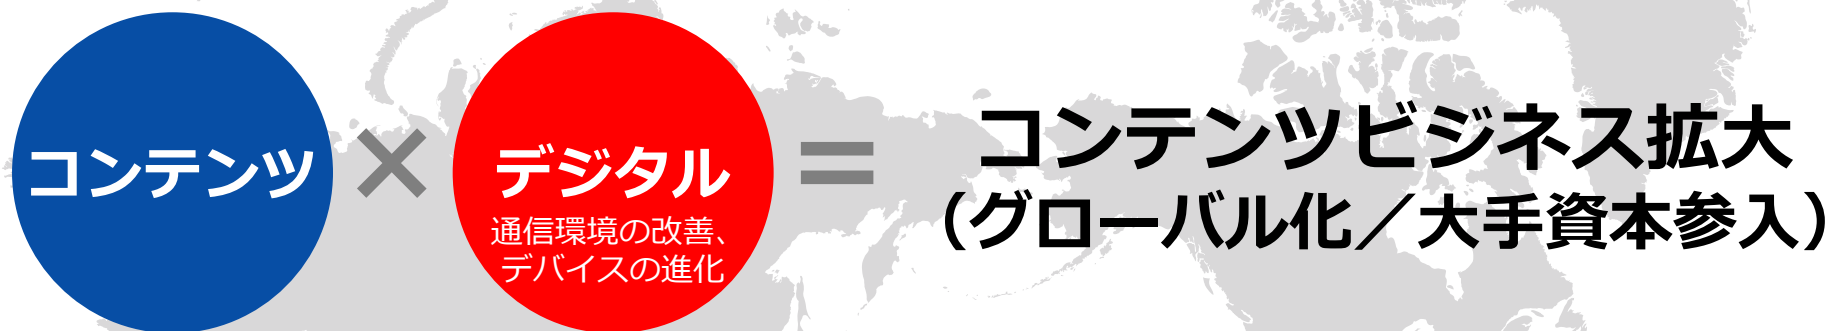 コンテンツ
×
デジタル
通信環境の改善、
デバイスの進化
＝
コンテンツビジネス拡大
（グローバル化／大手資本参入）